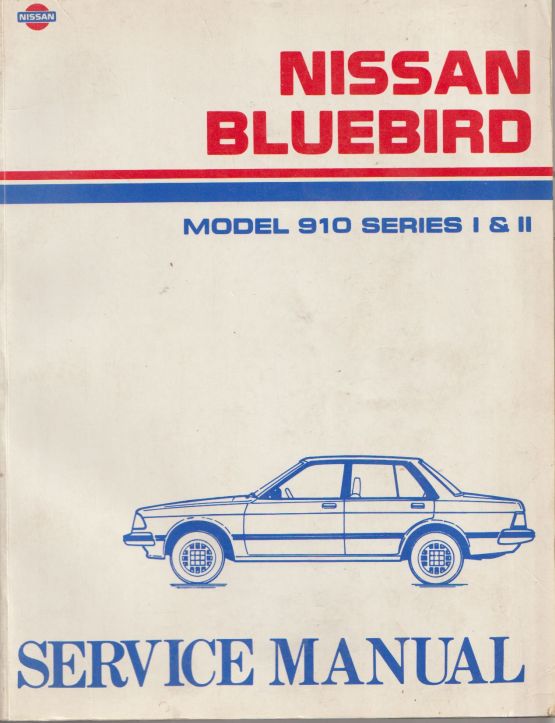 NISSAN
NISSAN
BLUEBIRD
MODEL 910 SERIES I & II
SERVICE MANUAL